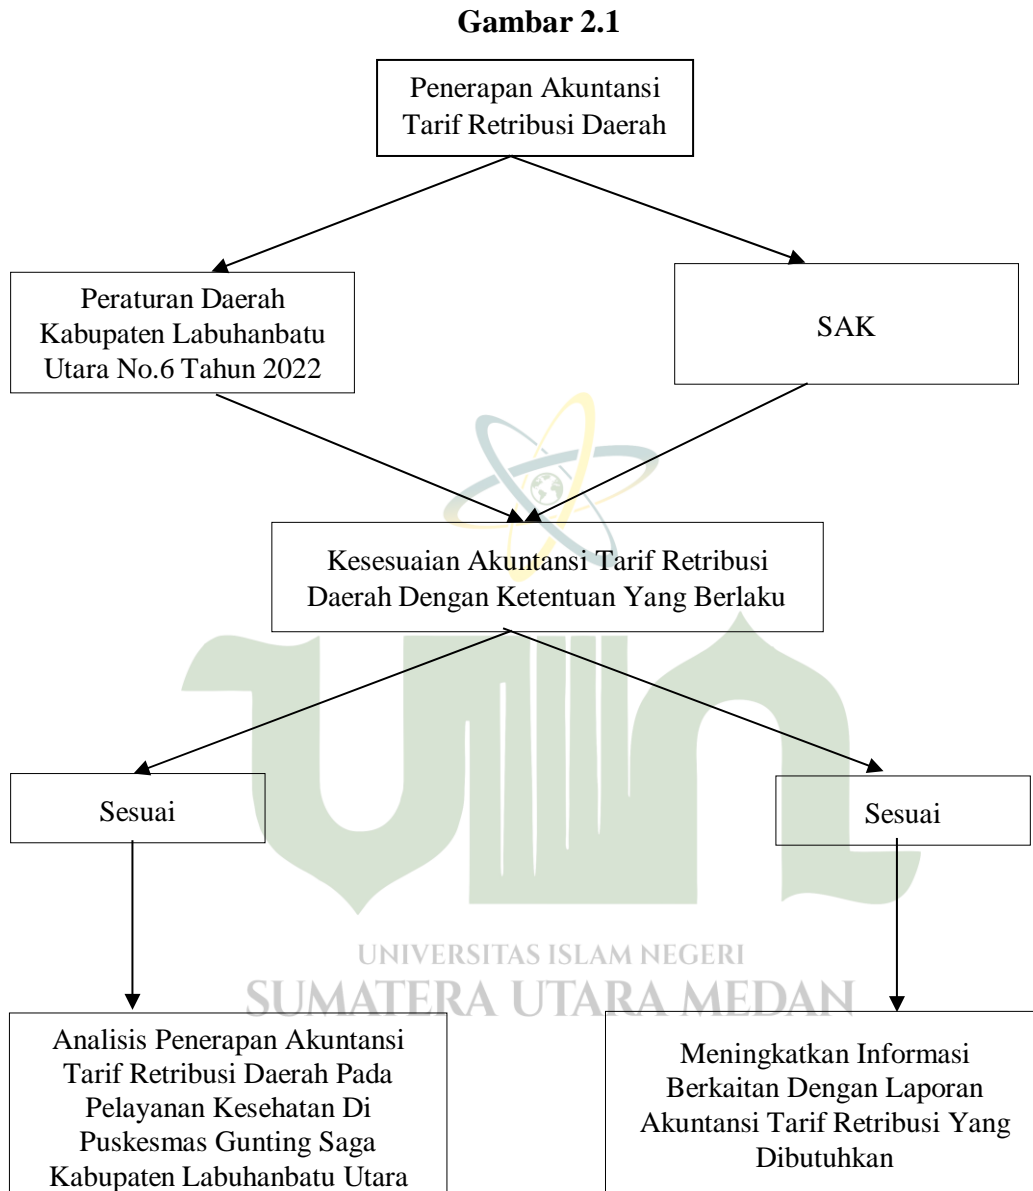 Gambar 2.1
Penerapan Akuntansi
Tarif Retribusi Daerah
Peraturan Daerah
Kabupaten Labuhanbatu
Utara No.6 Tahun 2022
SAK
Kesesuaian Akuntansi Tarif Retribusi
Daerah Dengan Ketentuan Yang Berlaku
Sesuai
Sesuai
UNIVERSITAS ISLAM NEGERI
SUMATERA UTARA MEDAN
Analisis Penerapan Akuntansi
Tarif Retribusi Daerah Pada
Pelayanan Kesehatan Di
Puskesmas Gunting Saga
Kabupaten Labuhanbatu Utara
Meningkatkan Informasi
Berkaitan Dengan Laporan
Akuntansi Tarif Retribusi Yang
Dibutuhkan